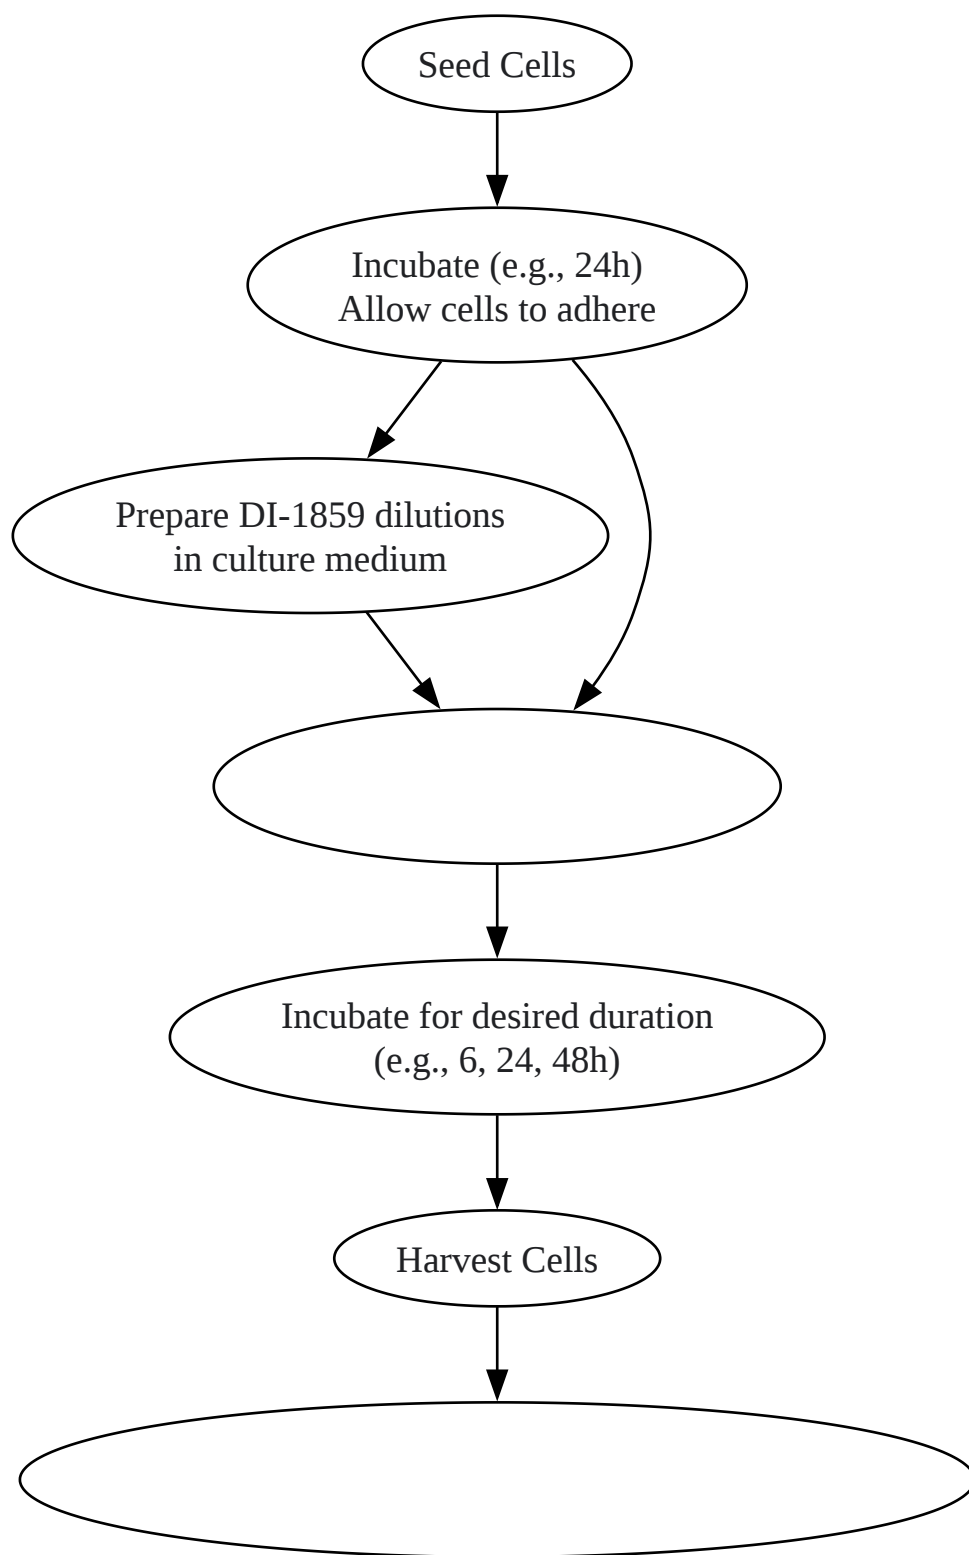 Seed Cells
Incubate (e.g., 24h)
Allow cells to adhere
Prepare DI-1859 dilutions
in culture medium
Incubate for desired duration
(e.g., 6, 24, 48h)
Harvest Cells